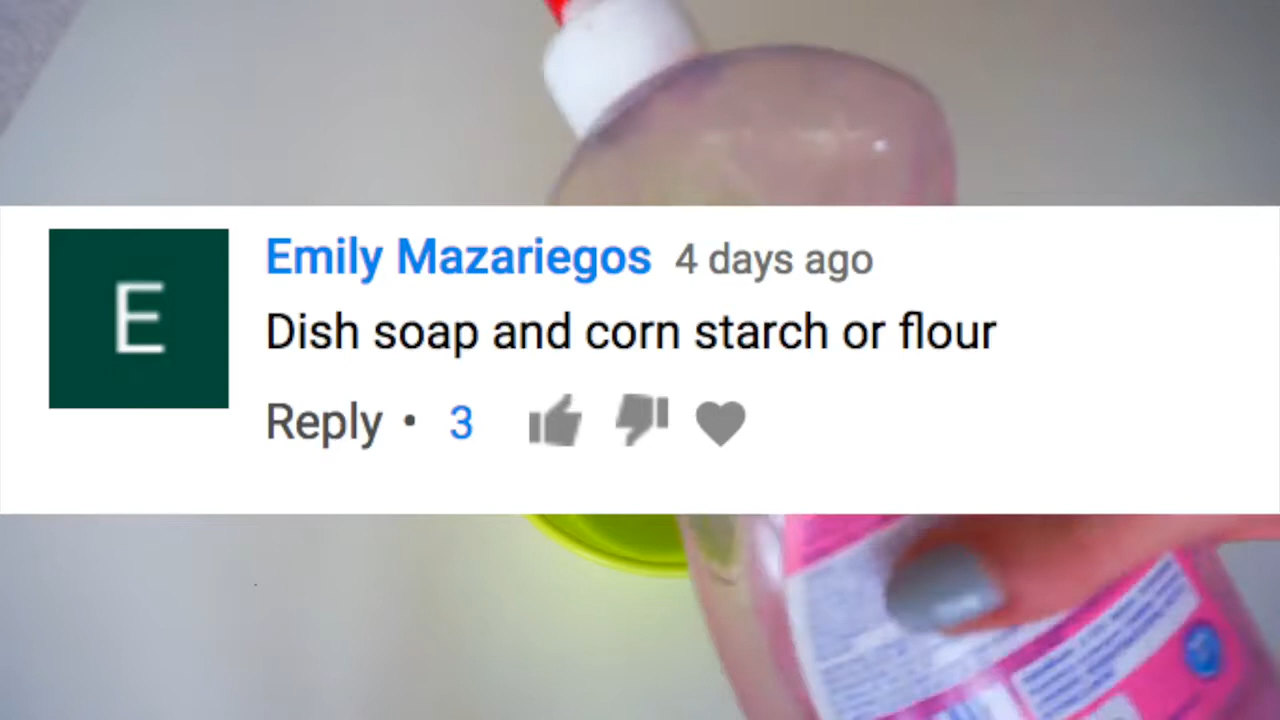 E
Emily Mazariegos 4 days ago
Dish soap and corn starch or flour
Reply • 3